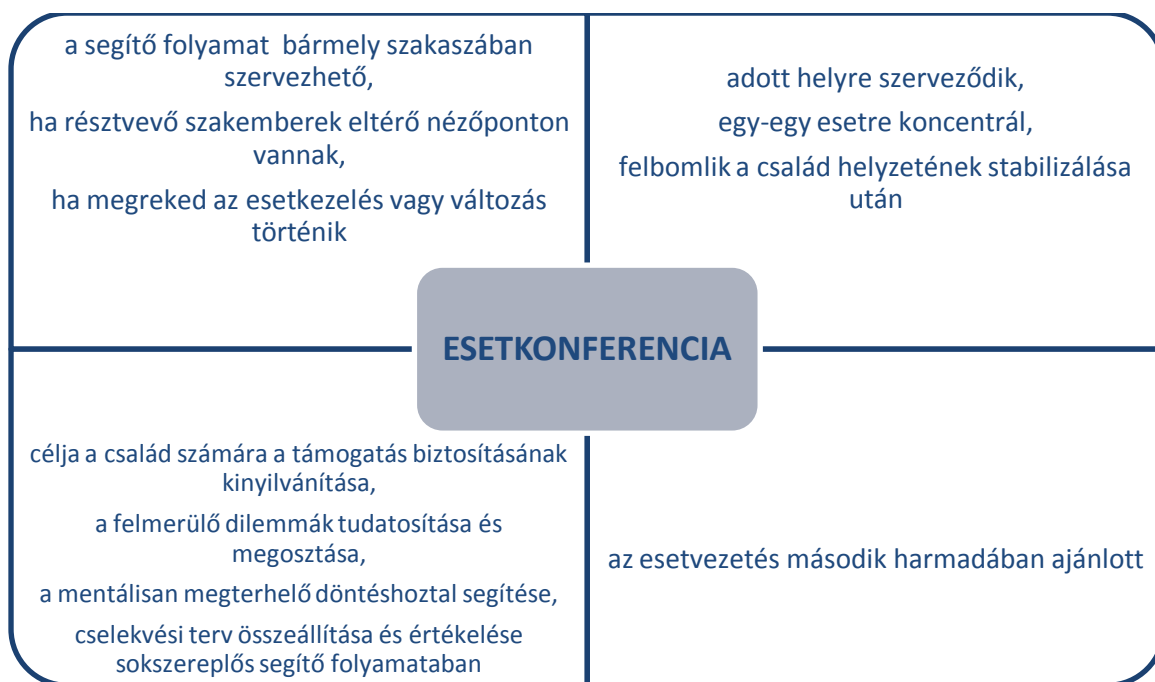 a segítő folyamat bármely szakaszában
szervezhető,
ha résztvevő szakemberek eltérő nézőponton
vannak,
ha megreked az esetkezelés vagy változás
történik
adott helyre szerveződik,
egy-egy esetre koncentrál,
felbomlik a család helyzetének stabilizálása
után
ESETKONFERENCIA
célja a család számára a támogatás biztosításának
kinyilvánítása,
a felmerülő dilemmák tudatosítása és
megosztása,
a mentálisan megterhelő döntéshoztal segítése,
cselekvési terv összeállítása és értékelése
sokszereplős segítő folyamataban
az esetvezetés második harmadában ajánlott